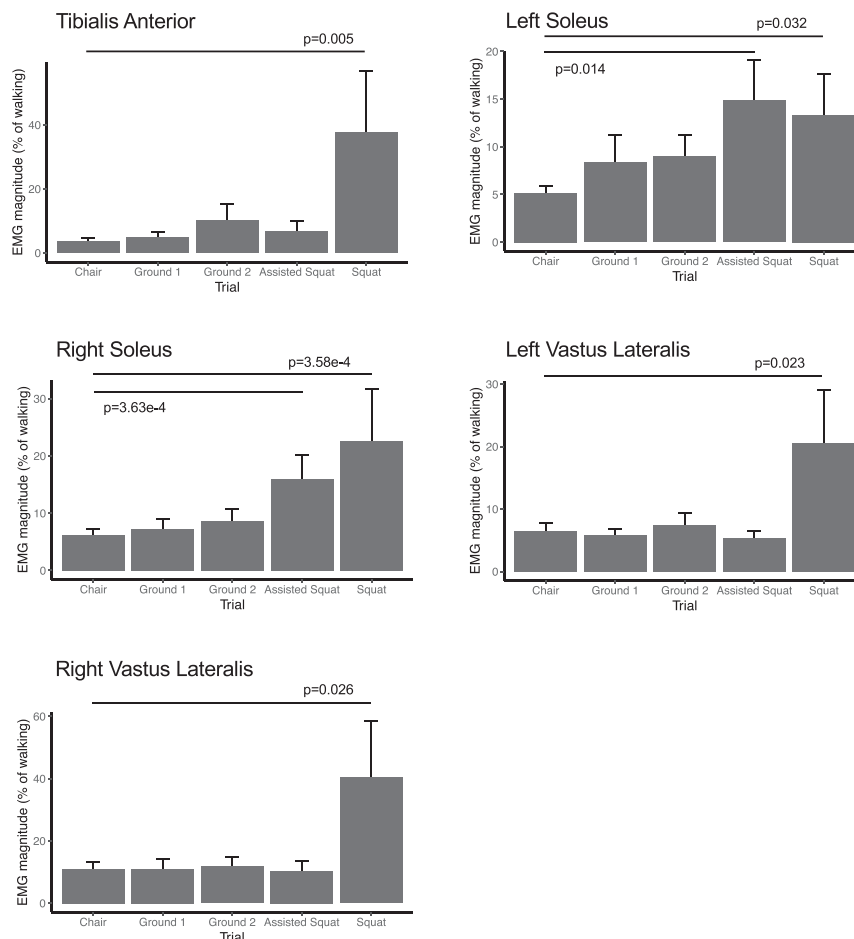 Tibialis Anterior
p=0.005
EMG magnitude (% of walking)
40
20
0
Chair Ground 1 Ground 2 Assisted Squat Squat
Trial
Left Soleus
p=0.032
p=0.014
EMG magnitude (% of walking)
20
15
10
5
0
Chair Ground 1 Ground 2 Assisted Squat Squat
Trial
Right Soleus
p=3.58e-4
p=3.63e-4
EMG magnitude (% of walking)
30
20
10
0
Chair Ground 1 Ground 2 Assisted Squat Squat
Trial
Left Vastus Lateralis
p=0.023
EMG magnitude (% of walking)
30
20
10
0
Chair Ground 1 Ground 2 Assisted Squat Squat
Trial
Right Vastus Lateralis
p=0.026
EMG magnitude (% of walking)
60
40
20
0
Chair Ground 1 Ground 2 Assisted Squat Squat
Trial